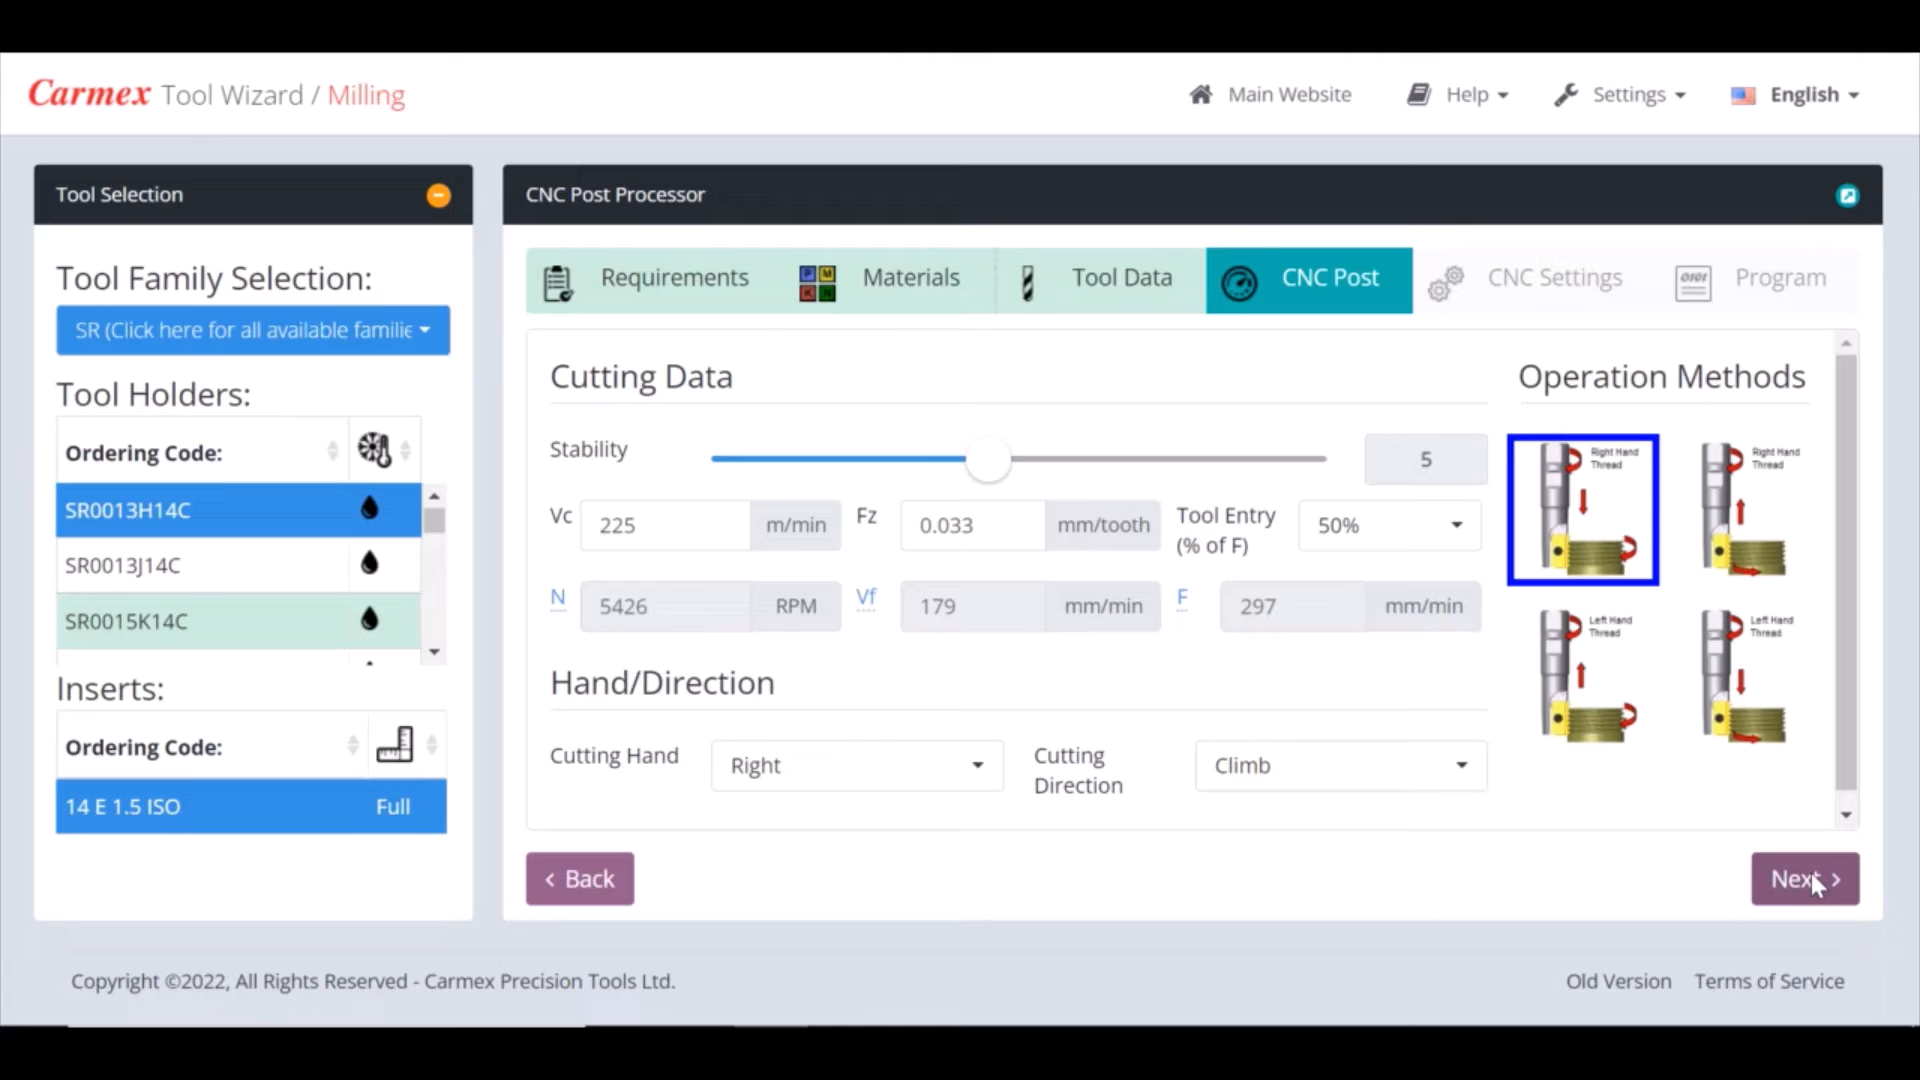 Carmex Tool Wizard / Milling
Main Website
Help
Settings
English
Tool Selection
Tool Family Selection:
SR (Click here for all available familie
Tool Holders:
Ordering Code:
SR0013H14C
SR0013J14C
SR0015K14C
Inserts:
Ordering Code:
14 E 1.5 ISO Full
CNC Post Processor
Requirements
Materials
Tool Data
CNC Post
CNC Settings
Program
Cutting Data
Stability 5
Vc 225 m/min Fz 0.033 mm/tooth Tool Entry (% of F) 50%
N 5426 RPM Vf 179 mm/min F 297 mm/min
Hand/Direction
Cutting Hand Right Cutting Direction Climb
Operation Methods
Right Hand
Thread
Right Hand
Thread
Left Hand
Thread
Left Hand
Thread
Back
Next
Copyright ©2022, All Rights Reserved - Carmex Precision Tools Ltd.
Old Version
Terms of Service